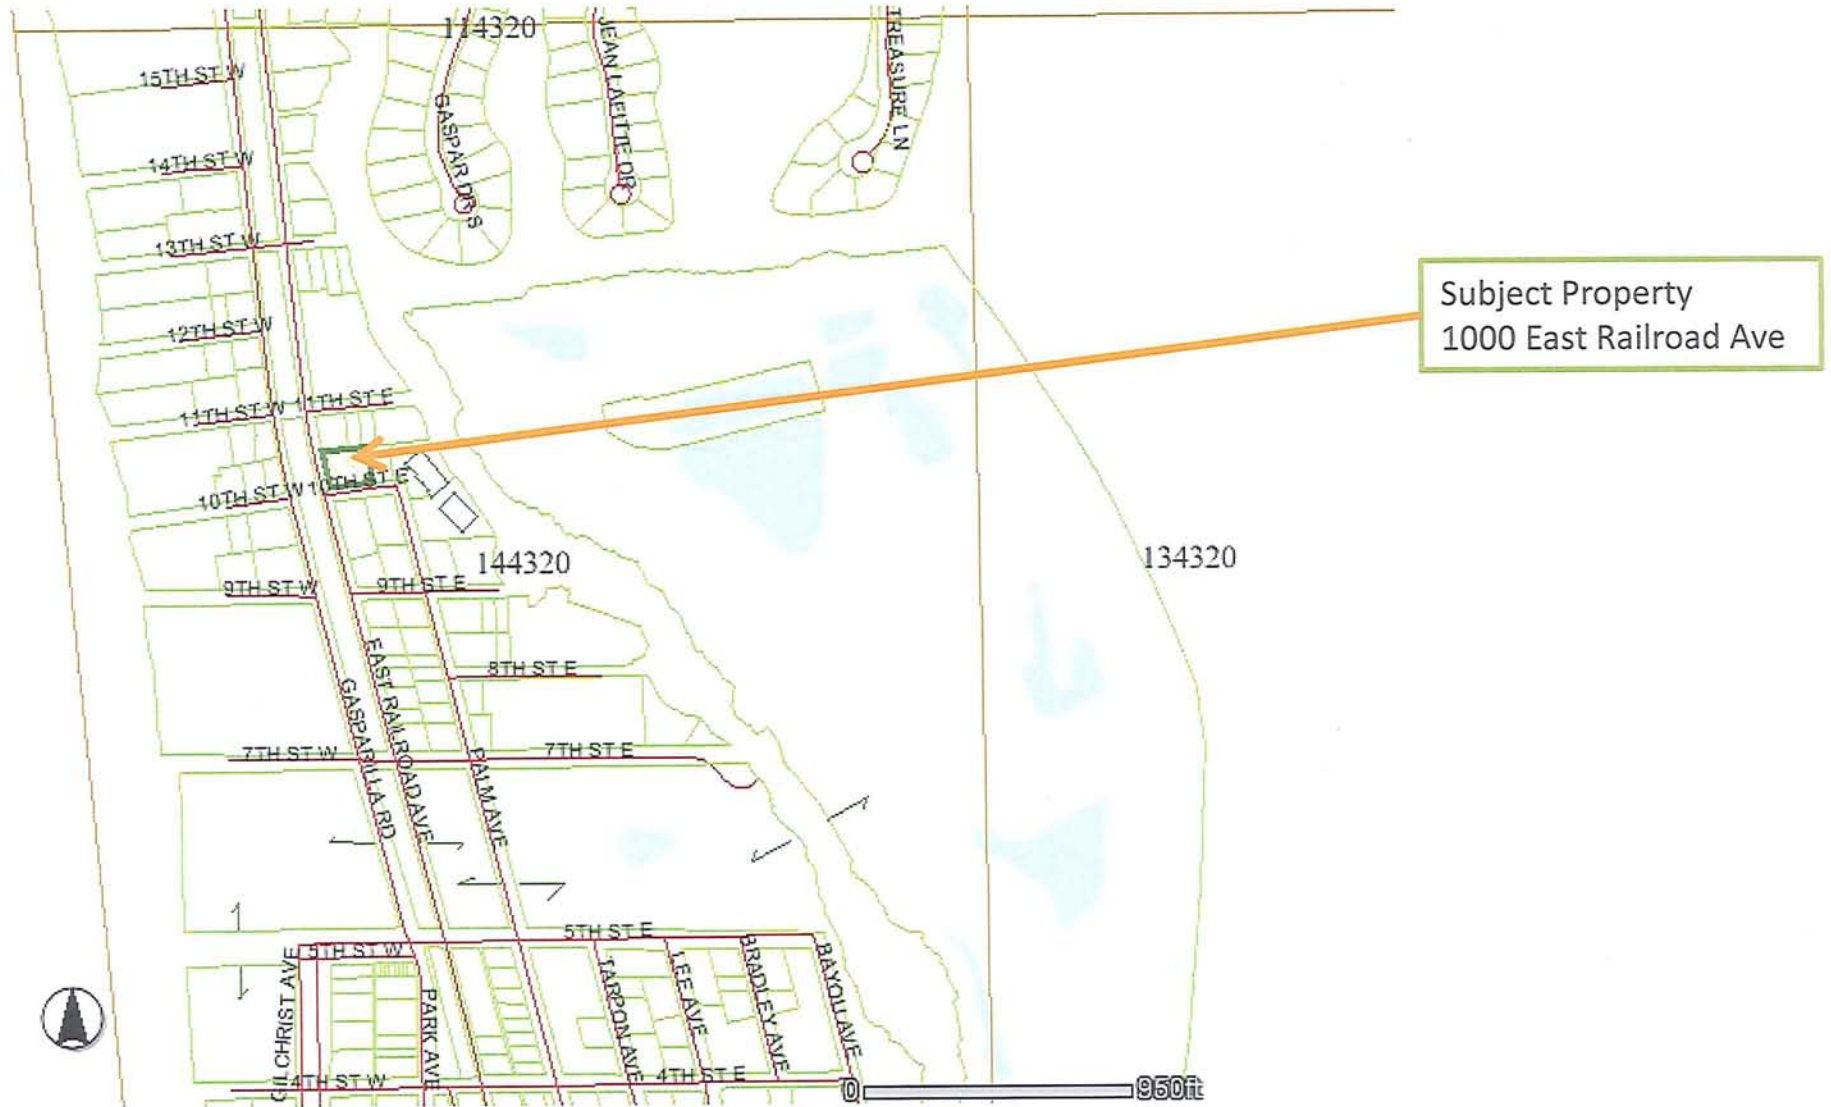 114320
15TH ST W
JEAN LAFITTE DR
TREASURE LN
GASPAR DR S
14TH ST W
13TH ST W
Subject Property
1000 East Railroad Ave
12TH ST W
11TH ST W
11TH ST E
10TH ST W
10TH ST E
144320
134320
9TH ST W
9TH ST E
8TH ST E
EAST RAILROAD AVE
GASPARILLA RD
7TH ST W
7TH ST E
PALM AVE
5TH ST E
5TH ST W
GILCHRIST AVE
PARK AVE
TARPON AVE
LEE AVE
BRADLEY AVE
BAYOU AVE
4TH ST W
4TH ST E
0
950ft